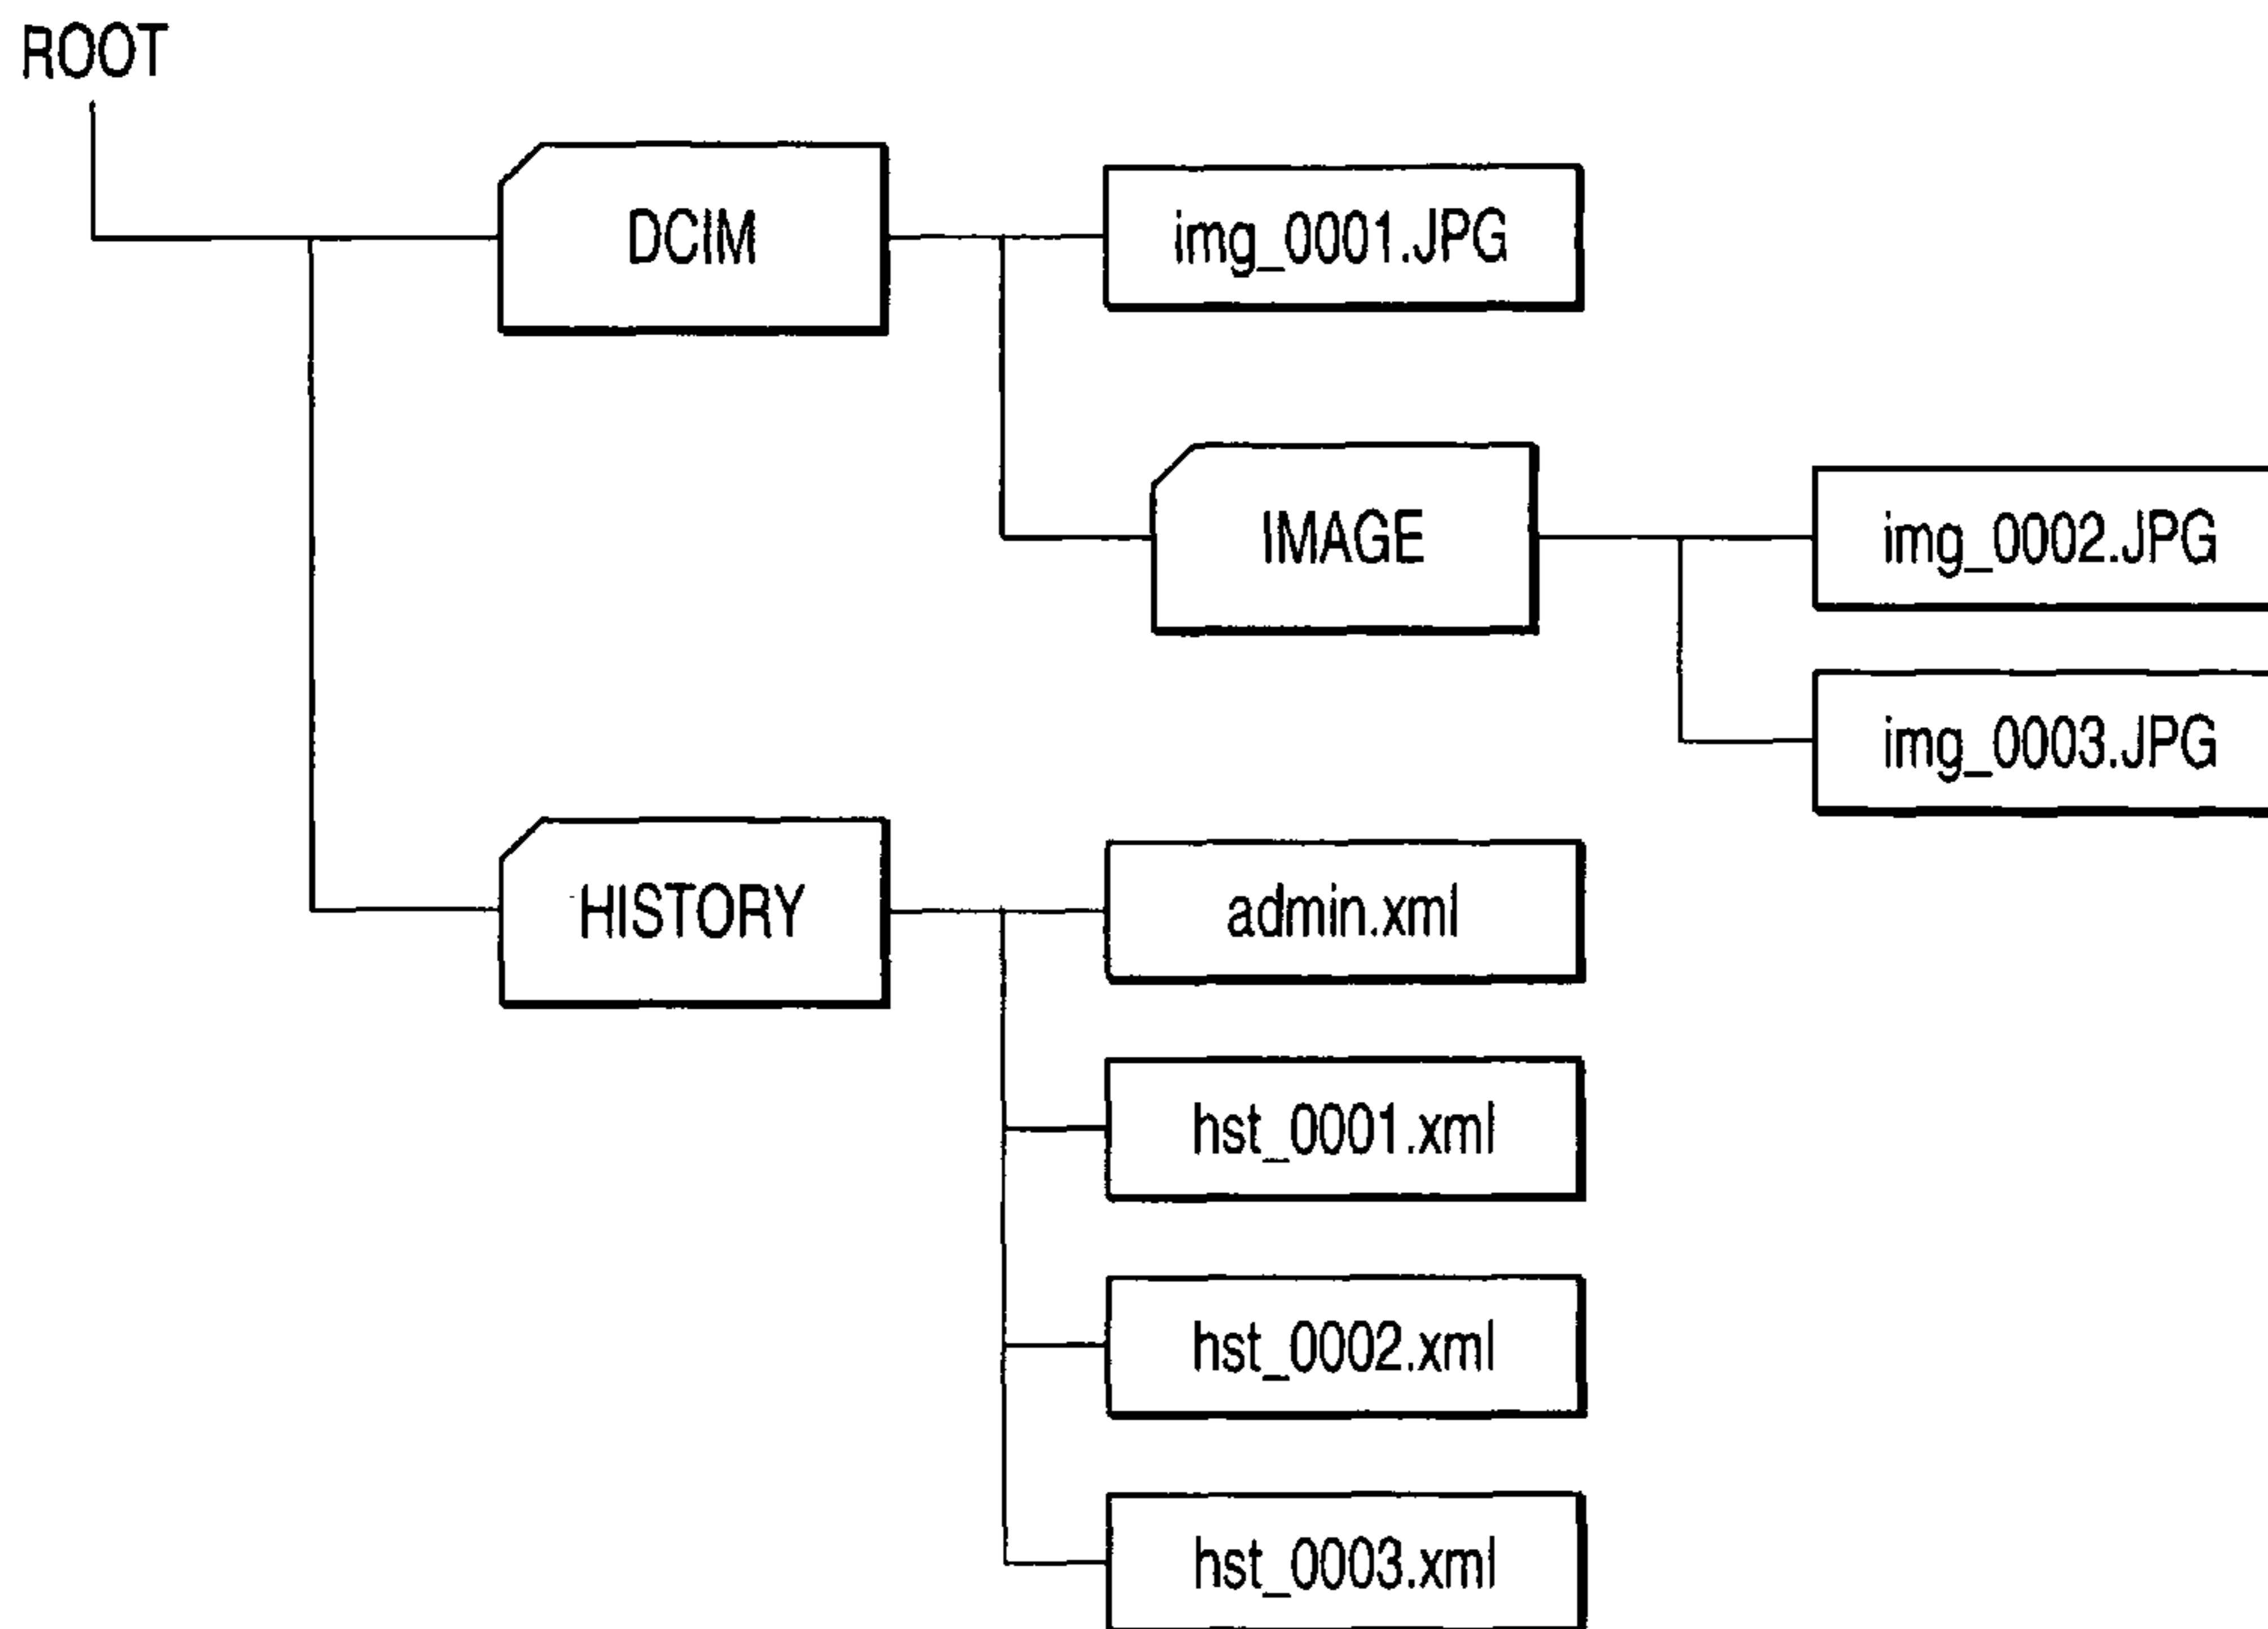 ROOT
DCIM
img_0001.JPG
IMAGE
img_0002.JPG
img_0003.JPG
HISTORY
admin.xml
hst_0001.xml
hst_0002.xml
hst_0003.xml